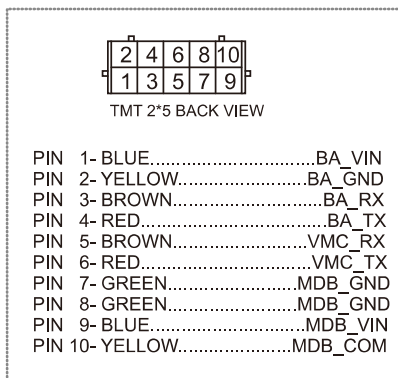 2 4 6 8 10
1 3 5 7 9
TMT 2*5 BACK VIEW
PIN 1- BLUE..............................BA_VIN
PIN 2- YELLOW..........................BA_GND
PIN 3- BROWN............................BA_RX
PIN 4- RED.................................BA_TX
PIN 5- BROWN.........................VMC_RX
PIN 6- RED..............................VMC_TX
PIN 7- GREEN.......................MDB_GND
PIN 8- GREEN.......................MDB_GND
PIN 9- BLUE...........................MDB_VIN
PIN 10- YELLOW....................MDB_COM